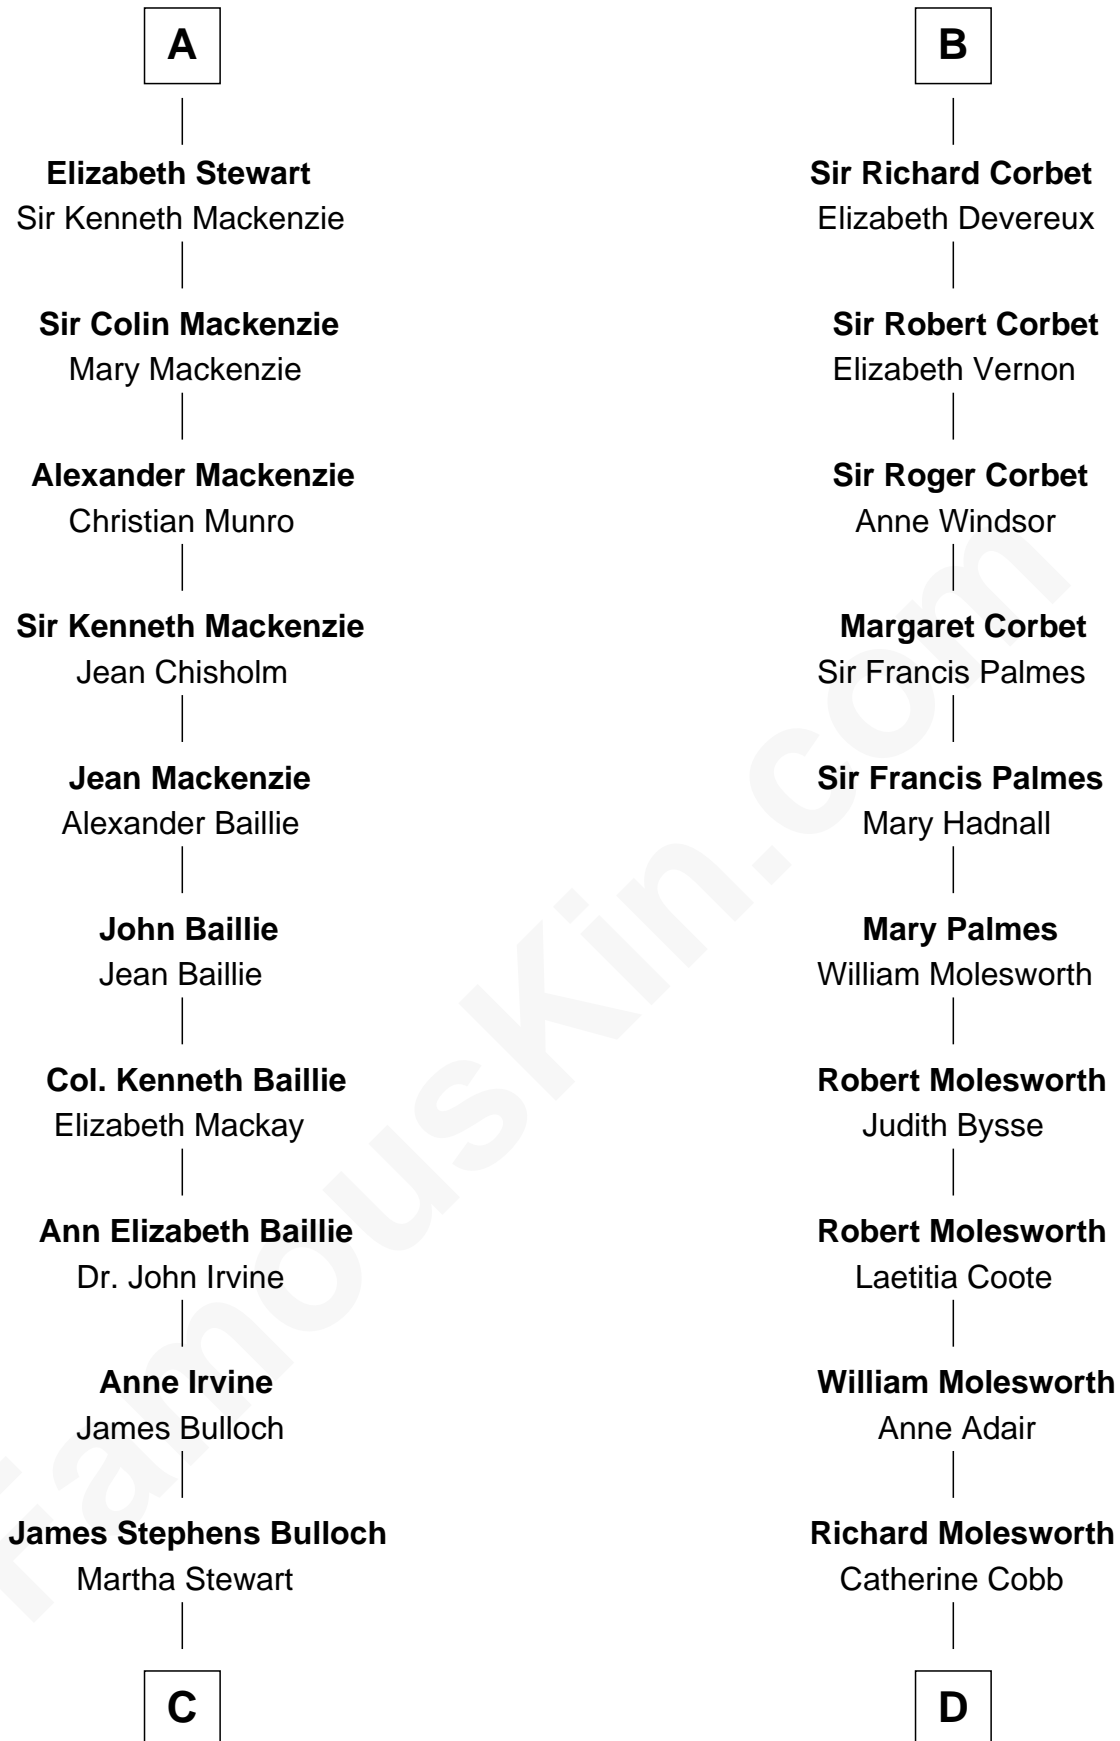 A
Elizabeth Stewart
Sir Kenneth Mackenzie
Sir Colin Mackenzie
Mary Mackenzie
Alexander Mackenzie
Christian Munro
Sir Kenneth Mackenzie
Jean Chisholm
Jean Mackenzie
Alexander Baillie
John Baillie
Jean Baillie
Col. Kenneth Baillie
Elizabeth Mackay
Ann Elizabeth Baillie
Dr. John Irvine
Anne Irvine
James Bulloch
James Stephens Bulloch
Martha Stewart
C
B
Sir Richard Corbet
Elizabeth Devereux
Sir Robert Corbet
Elizabeth Vernon
Sir Roger Corbet
Anne Windsor
Margaret Corbet
Sir Francis Palmes
Sir Francis Palmes
Mary Hadnall
Mary Palmes
William Molesworth
Robert Molesworth
Judith Bysse
Robert Molesworth
Laetitia Coote
William Molesworth
Anne Adair
Richard Molesworth
Catherine Cobb
D
FamousKin.com